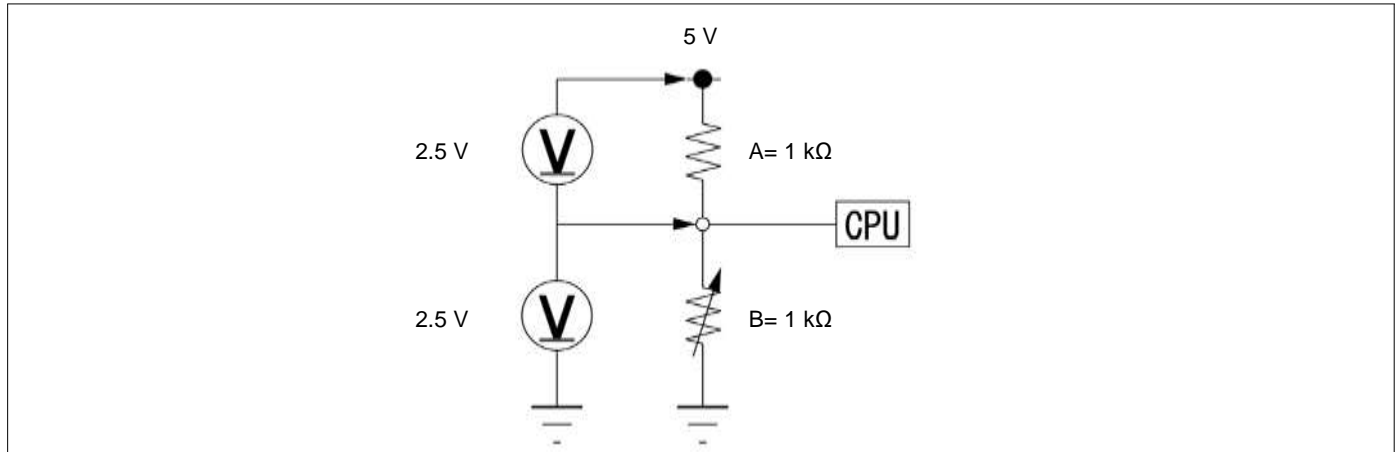 5 V
2.5 V
V
A= 1 kΩ
CPU
2.5 V
V
B= 1 kΩ